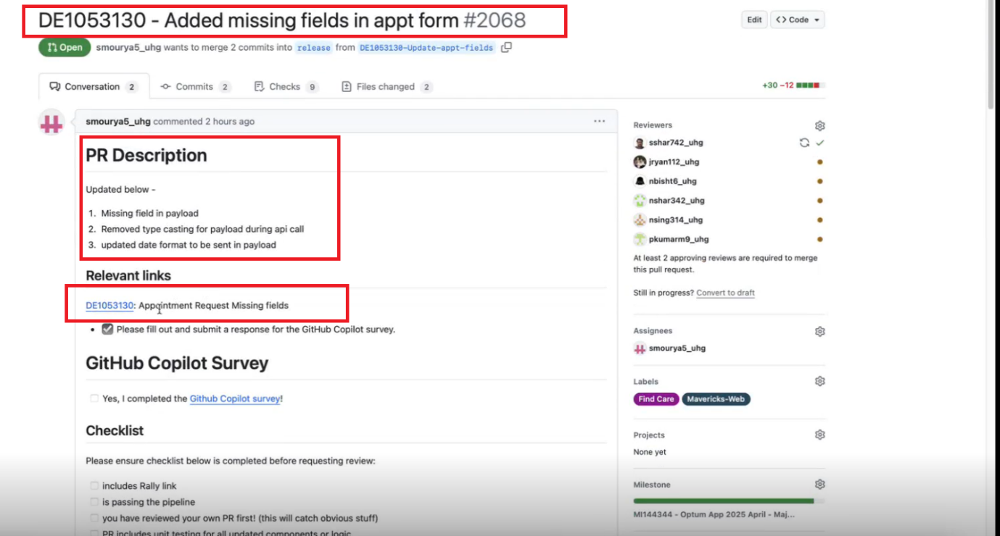 DE1053130 - Added missing fields in appt form #2068
Edit
<> Code
Open
smourya5_uhg wants to merge 2 commits into release from DE1053130-Update-appt-fields
Conversation 2
Commits 2
Checks 9
Files changed 2
+30 −12
smourya5_uhg commented 2 hours ago
PR Description
Updated below -
1. Missing field in payload
2. Removed type casting for payload during api call
3. updated date format to be sent in payload
Relevant links
DE1053130: Appointment Request Missing fields
Please fill out and submit a response for the GitHub Copilot survey.
GitHub Copilot Survey
Yes, I completed the Github Copilot survey!
Checklist
Please ensure checklist below is completed before requesting review:
includes Rally link
is passing the pipeline
you have reviewed your own PR first! (this will catch obvious stuff)
PR includes unit testing for all updated components or logic
Reviewers
sshar742_uhg
jryan112_uhg
nbisht6_uhg
nshar342_uhg
nsing314_uhg
pkumarm9_uhg
At least 2 approving reviews are required to merge
this pull request.
Still in progress? Convert to draft
Assignees
smourya5_uhg
Labels
Find Care
Mavericks-Web
Projects
None yet
Milestone
MI144344 - Optum App 2025 April - Maj...